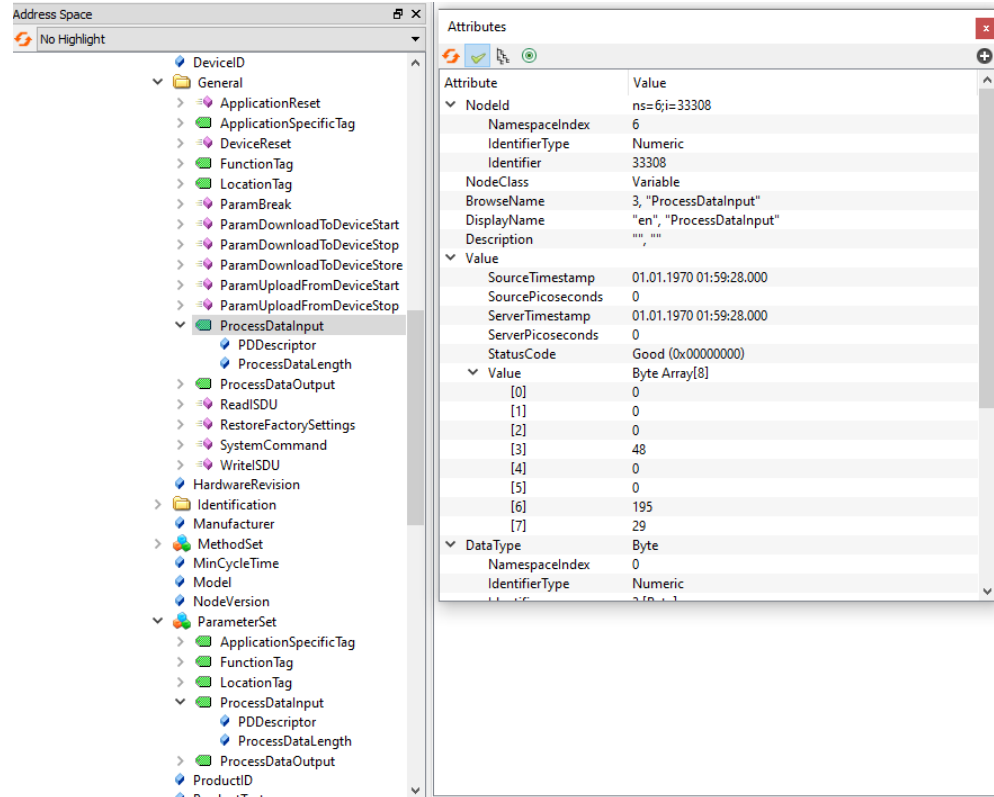 Address Space
No Highlight
DeviceID
General
ApplicationReset
ApplicationSpecificTag
DeviceReset
FunctionTag
LocationTag
ParamBreak
ParamDownloadToDeviceStart
ParamDownloadToDeviceStop
ParamDownloadToDeviceStore
ParamUploadFromDeviceStart
ParamUploadFromDeviceStop
ProcessDataInput
PDDescriptor
ProcessDataLength
ProcessDataOutput
ReadISDU
RestoreFactorySettings
SystemCommand
WriteISDU
HardwareRevision
Identification
Manufacturer
MethodSet
MinCycleTime
Model
NodeVersion
ParameterSet
ApplicationSpecificTag
FunctionTag
LocationTag
ProcessDataInput
PDDescriptor
ProcessDataLength
ProcessDataOutput
ProductID
Attributes
Attribute Value
NodeId ns=6;i=33308
NamespaceIndex 6
IdentifierType Numeric
Identifier 33308
NodeClass Variable
BrowseName 3, "ProcessDataInput"
DisplayName "en", "ProcessDataInput"
Description "", ""
Value
SourceTimestamp 01.01.1970 01:59:28.000
SourcePicoseconds 0
ServerTimestamp 01.01.1970 01:59:28.000
ServerPicoseconds 0
StatusCode Good (0x00000000)
Value Byte Array[8]
[0] 0
[1] 0
[2] 0
[3] 48
[4] 0
[5] 0
[6] 195
[7] 29
DataType Byte
NamespaceIndex 0
IdentifierType Numeric